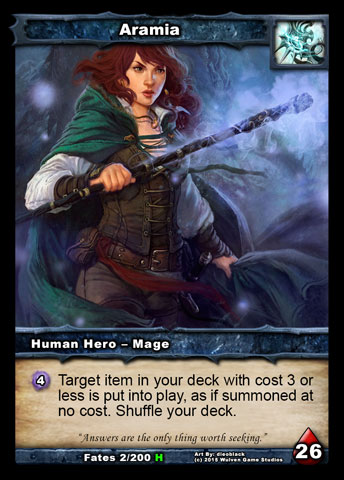 Aramia
Human Hero – Mage
4
Target item in your deck with cost 3 or
less is put into play, as if summoned at
no cost. Shuffle your deck.
"Answers are the only thing worth seeking."
Fates 2/200 H
Art By: dleoblack
(c) 2015 Wulven Game Studios
26